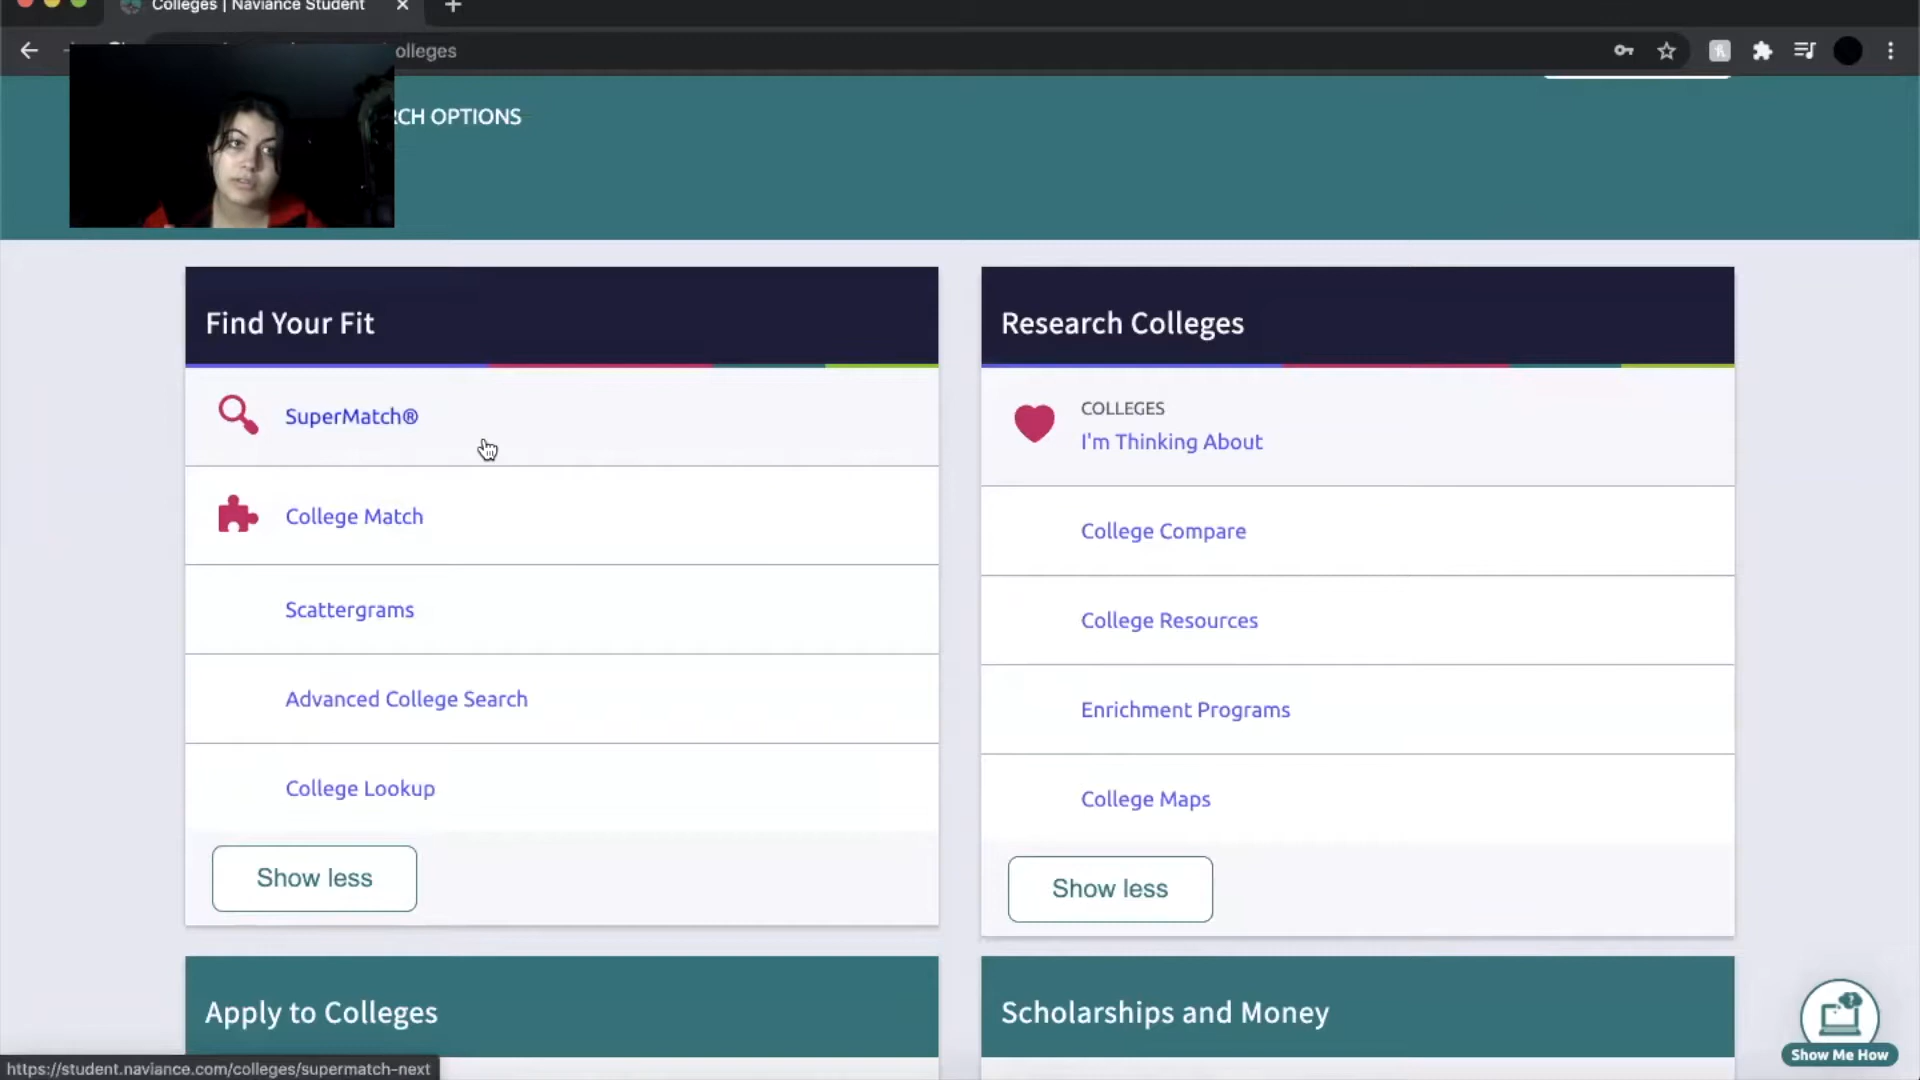 Colleges | Naviance Student
olleges
RCH OPTIONS
Find Your Fit
SuperMatch®
College Match
Scattergrams
Advanced College Search
College Lookup
Show less
Research Colleges
COLLEGES
I'm Thinking About
College Compare
College Resources
Enrichment Programs
College Maps
Show less
Apply to Colleges
Scholarships and Money
Show Me How
https://student.naviance.com/colleges/supermatch-next